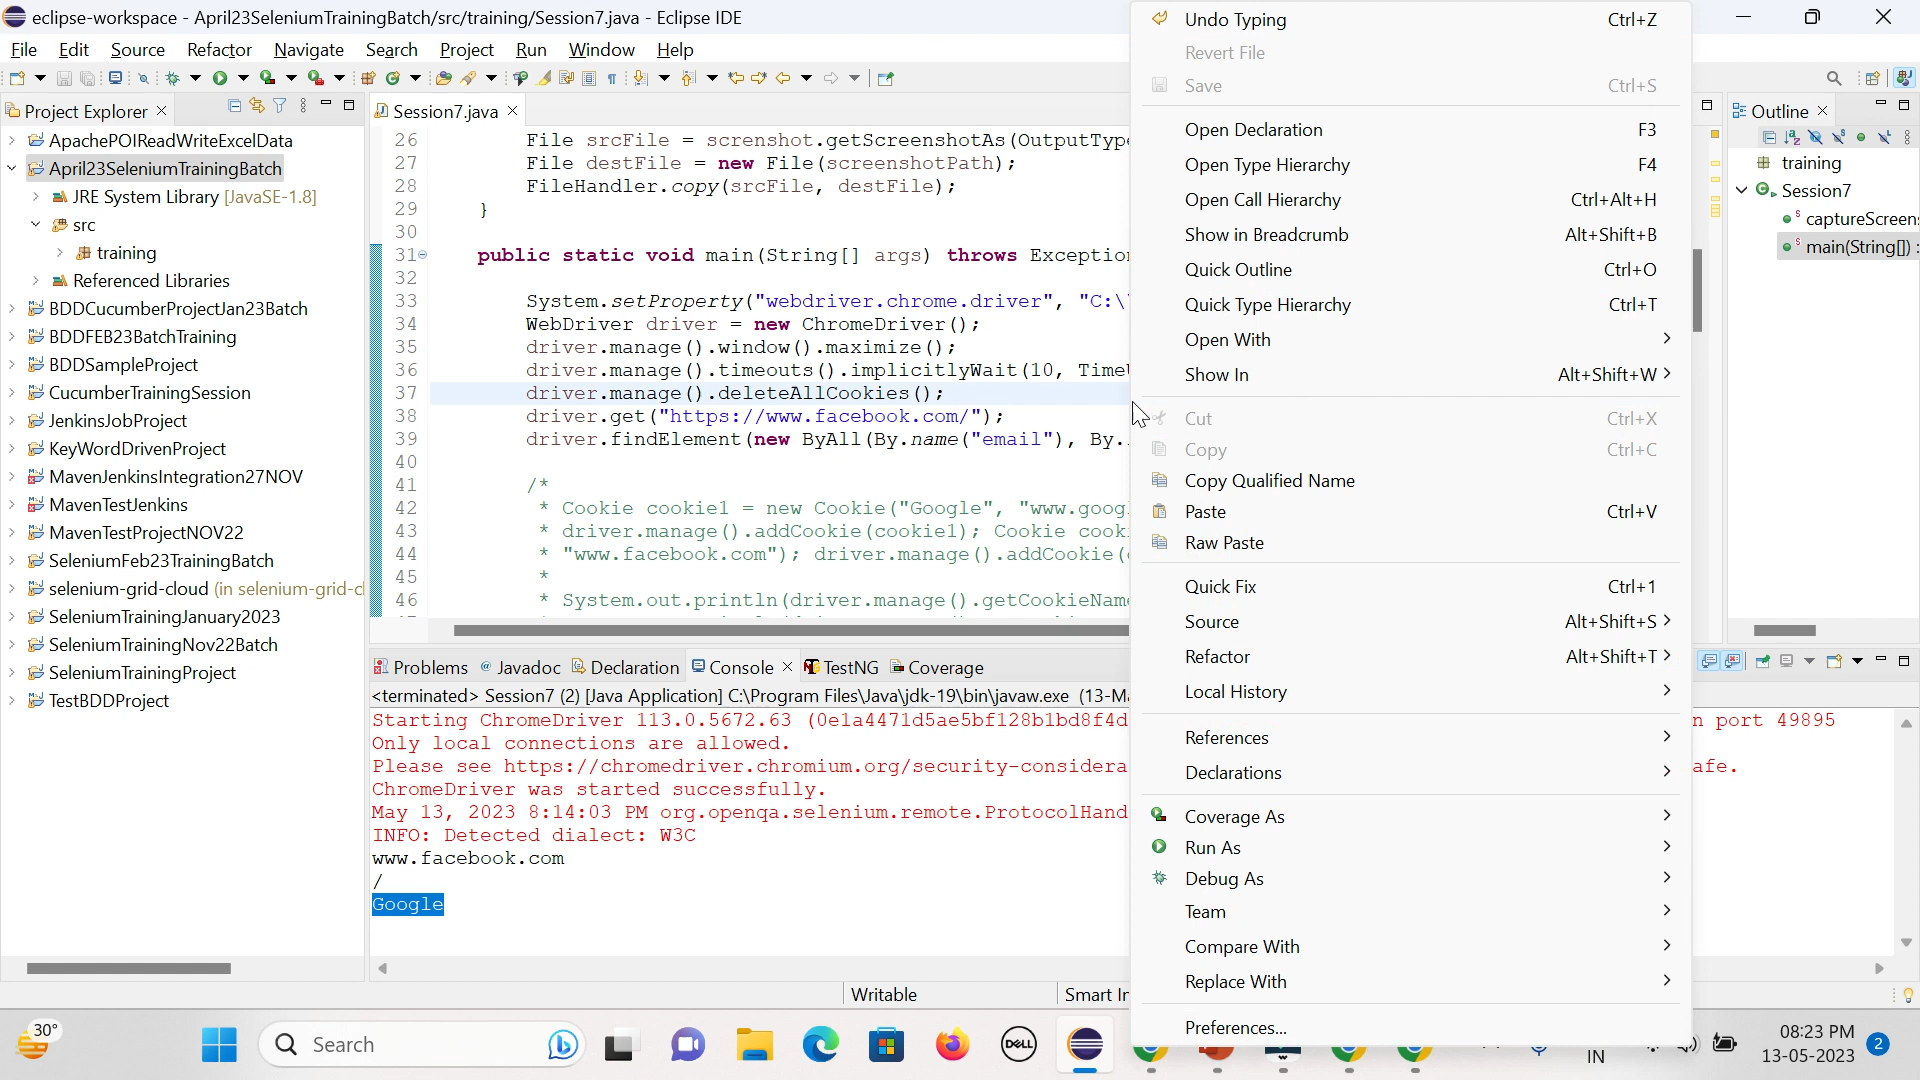 eclipse-workspace - April23SeleniumTrainingBatch/src/training/Session7.java - Eclipse IDE
File Edit Source Refactor Navigate Search Project Run Window Help
Project Explorer
ApachePOIReadWriteExcelData
April23SeleniumTrainingBatch
JRE System Library [JavaSE-1.8]
src
training
Referenced Libraries
BDDCucumberProjectJan23Batch
BDDFEB23BatchTraining
BDDSampleProject
CucumberTrainingSession
JenkinsJobProject
KeyWordDrivenProject
MavenJenkinsIntegration27NOV
MavenTestJenkins
MavenTestProjectNOV22
SeleniumFeb23TrainingBatch
selenium-grid-cloud (in selenium-grid-cl
SeleniumTrainingJanuary2023
SeleniumTrainingNov22Batch
SeleniumTrainingProject
TestBDDProject
Session7.java
26 File srcFile = screnshot.getScreenshotAs(OutputType
27 File destFile = new File(screenshotPath);
28 FileHandler.copy(srcFile, destFile);
29 }
30
31 public static void main(String[] args) throws Exception
32
33 System.setProperty("webdriver.chrome.driver", "C:\
34 WebDriver driver = new ChromeDriver();
35 driver.manage().window().maximize();
36 driver.manage().timeouts().implicitlyWait(10, TimeU
37 driver.manage().deleteAllCookies();
38 driver.get("https://www.facebook.com/");
39 driver.findElement(new ByAll(By.name("email"), By.
40
41 /*
42 * Cookie cookie1 = new Cookie("Google", "www.goog
43 * driver.manage().addCookie(cookie1); Cookie cook
44 * "www.facebook.com"); driver.manage().addCookie(
45 *
46 * System.out.println(driver.manage().getCookieName
Undo Typing Ctrl+Z
Revert File
Save Ctrl+S
Open Declaration F3
Open Type Hierarchy F4
Open Call Hierarchy Ctrl+Alt+H
Show in Breadcrumb Alt+Shift+B
Quick Outline Ctrl+O
Quick Type Hierarchy Ctrl+T
Open With
Show In Alt+Shift+W
Cut Ctrl+X
Copy Ctrl+C
Copy Qualified Name
Paste Ctrl+V
Raw Paste
Quick Fix Ctrl+1
Source Alt+Shift+S
Refactor Alt+Shift+T
Local History
References
Declarations
Coverage As
Run As
Debug As
Team
Compare With
Replace With
Preferences...
Outline
training
Session7
captureScreens
main(String[]) :
Problems Javadoc Declaration Console TestNG Coverage
<terminated> Session7 (2) [Java Application] C:\Program Files\Java\jdk-19\bin\javaw.exe (13-Ma
Starting ChromeDriver 113.0.5672.63 (0e1a4471d5ae5bf128b1bd8f4d n port 49895
Only local connections are allowed.
Please see https://chromedriver.chromium.org/security-considera afe.
ChromeDriver was started successfully.
May 13, 2023 8:14:03 PM org.openqa.selenium.remote.ProtocolHand
INFO: Detected dialect: W3C
www.facebook.com
/
Google
Writable Smart In
30°
Search
DELL
IN
08:23 PM
13-05-2023
2